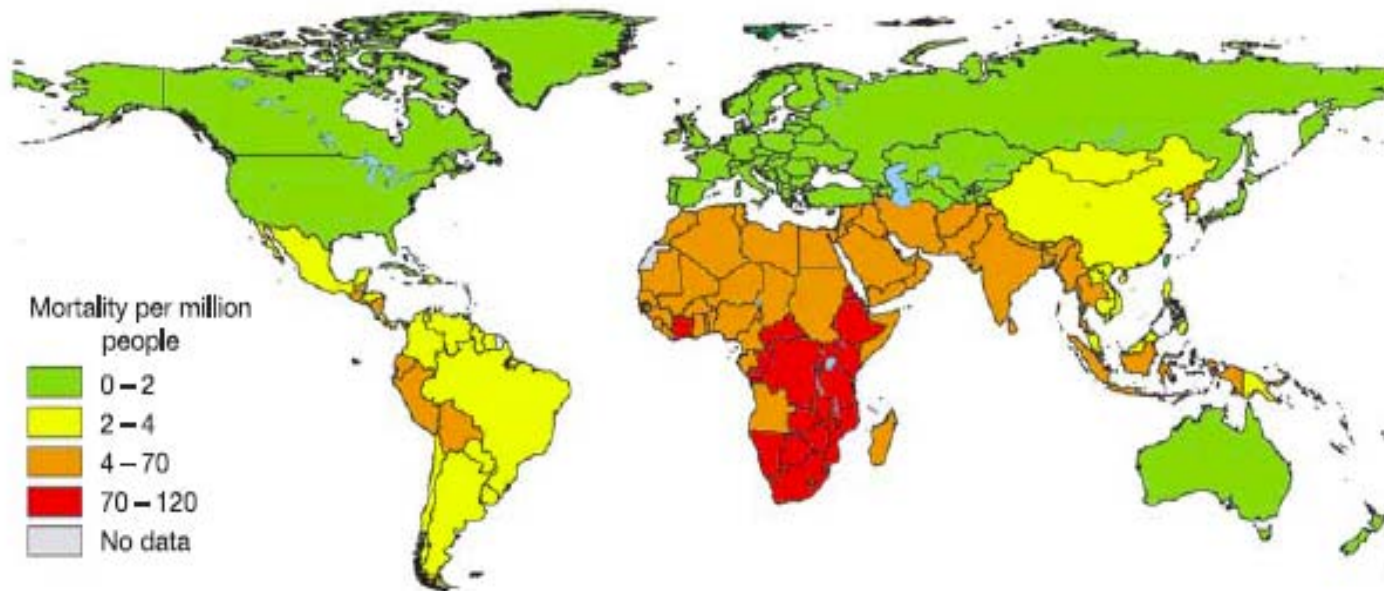 Mortality per million
people
0 – 2
2 – 4
4 – 70
70 – 120
No data